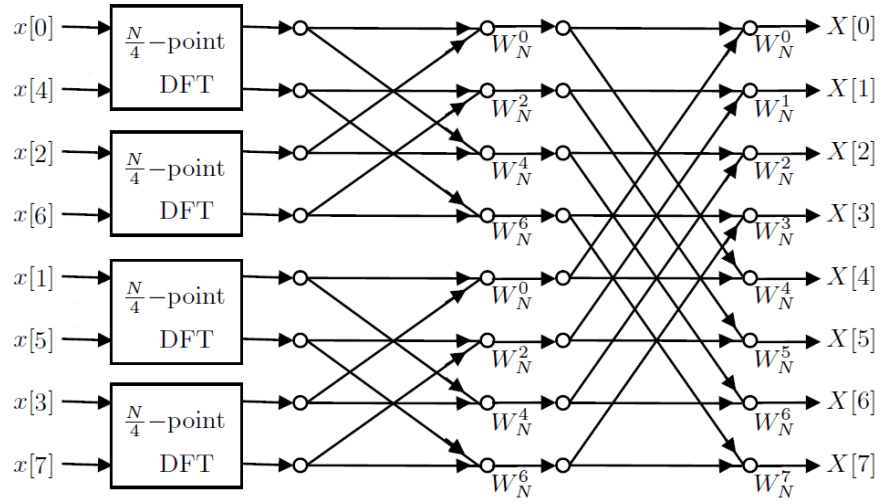 x[0] N/4−point W_N^0 W_N^0 X[0]
x[4] DFT W_N^2 W_N^1 X[1]
x[2] N/4−point W_N^4 W_N^2 X[2]
x[6] DFT W_N^6 W_N^3 X[3]
x[1] N/4−point W_N^0 W_N^4 X[4]
x[5] DFT W_N^2 W_N^5 X[5]
x[3] N/4−point W_N^4 W_N^6 X[6]
x[7] DFT W_N^6 W_N^7 X[7]